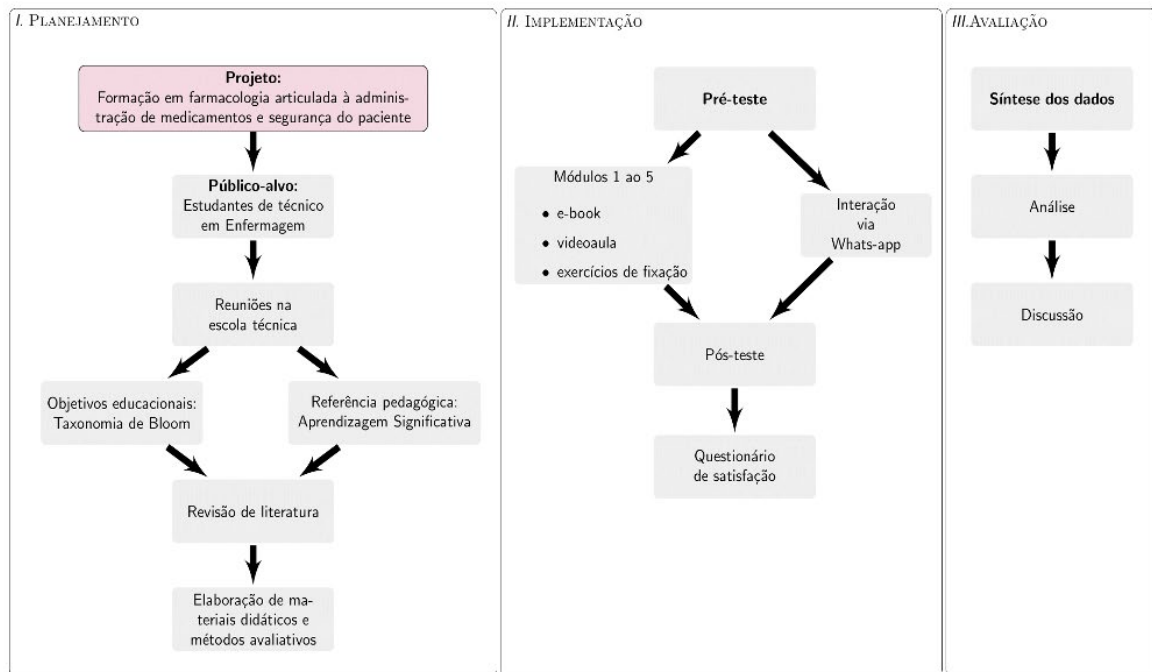 I. Planejamento
Projeto:
Formação em farmacologia articulada à adminis-
tração de medicamentos e segurança do paciente
Público-alvo:
Estudantes de técnico
em Enfermagem
Reuniões na
escola técnica
Objetivos educacionais:
Taxonomia de Bloom
Referência pedagógica:
Aprendizagem Significativa
Revisão de literatura
Elaboração de ma-
teriais didáticos e
métodos avaliativos
II. Implementação
Pré-teste
Módulos 1 ao 5
• e-book
• videoaula
• exercícios de fixação
Interação
via
Whats-app
Pós-teste
Questionário
de satisfação
III.Avaliação
Síntese dos dados
Análise
Discussão